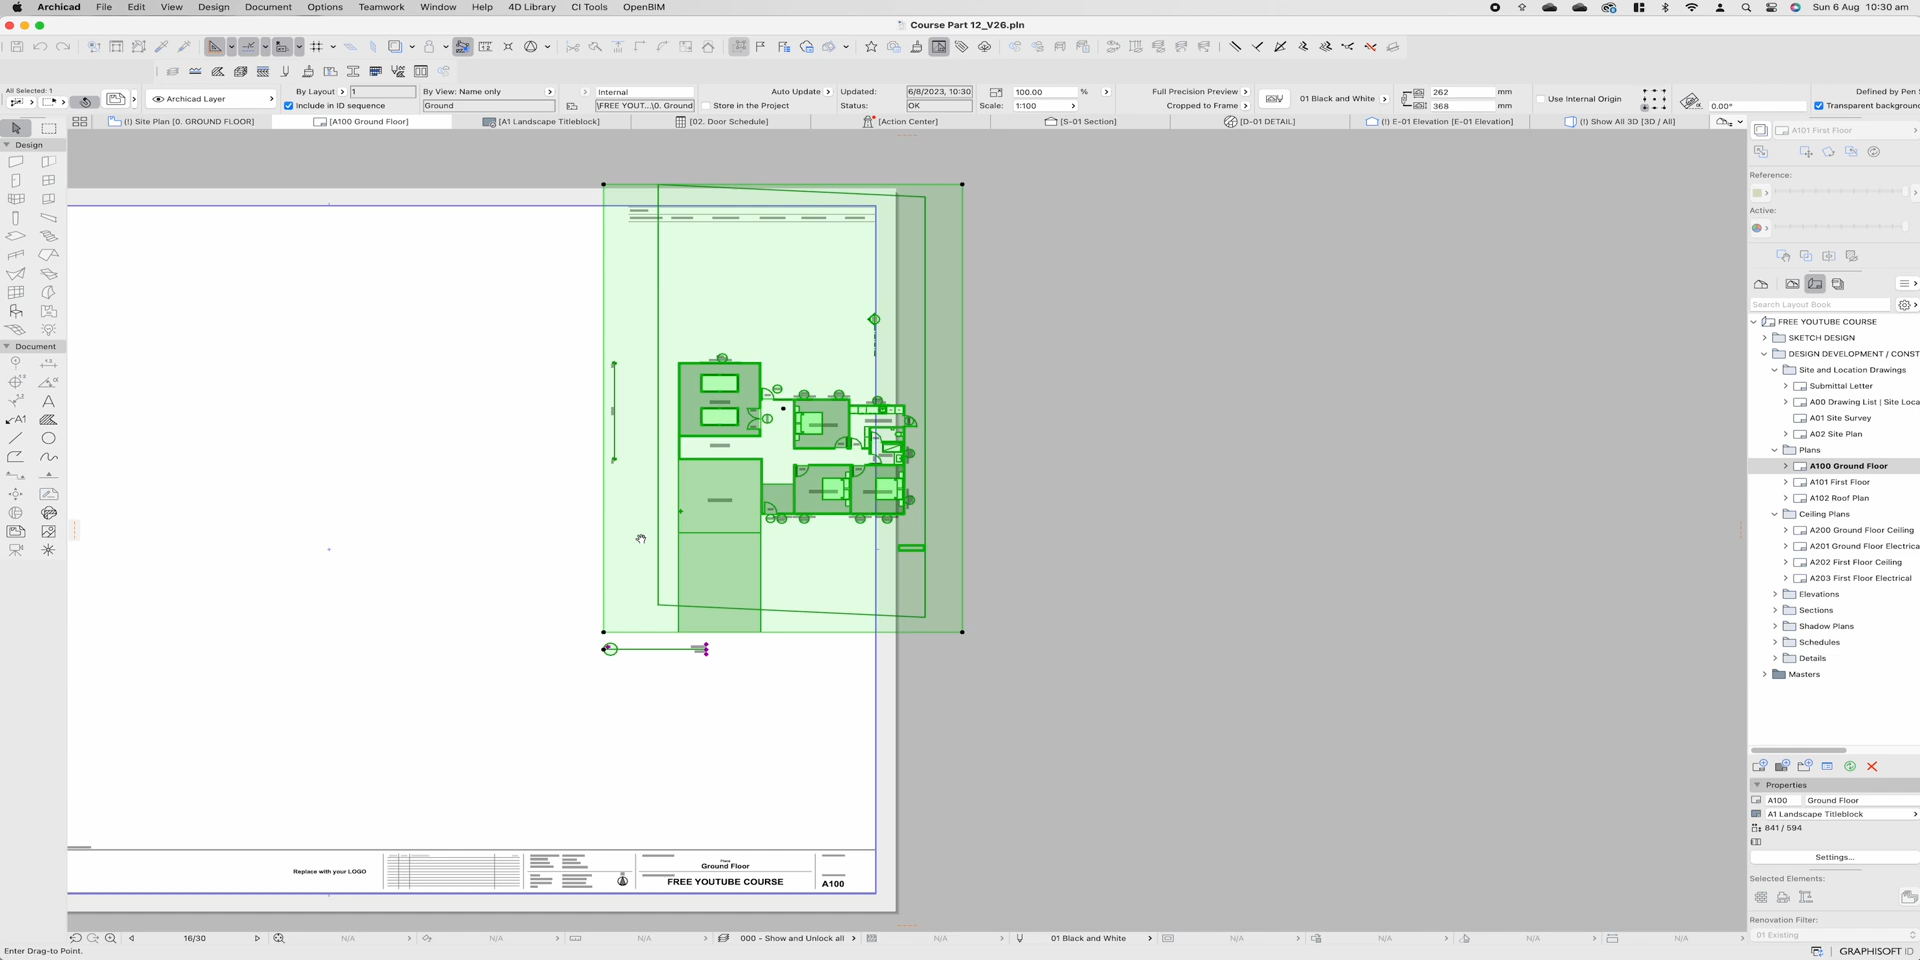 Archicad File Edit View Design Document Options Teamwork Window Help 4D Library CI Tools OpenBIM
Sun 6 Aug 10:30 am
Course Part 12_V26.pln
All Selected: 1
Archicad Layer
By Layout 1
Include in ID sequence
By View: Name only
Ground
Internal
\FREE YOUT...\0. Ground
Auto Update
Store in the Project
Updated: 6/8/2023, 10:30
Status: OK
100.00 %
Scale: 1:100
Full Precision Preview
Cropped to Frame
01 Black and White
262 mm
368 mm
Use Internal Origin
0.00°
Defined by Pen S
Transparent background
(!) Site Plan [0. GROUND FLOOR]
[A100 Ground Floor]
[A1 Landscape Titleblock]
[02. Door Schedule]
[Action Center]
[S-01 Section]
[D-01 DETAIL]
(!) E-01 Elevation [E-01 Elevation]
(!) Show All 3D [3D / All]
Design
Document
A1
A
A101 First Floor
Reference:
Active:
Search Layout Book
FREE YOUTUBE COURSE
SKETCH DESIGN
DESIGN DEVELOPMENT / CONST
Site and Location Drawings
Submittal Letter
A00 Drawing List | Site Loca
A01 Site Survey
A02 Site Plan
Plans
A100 Ground Floor
A101 First Floor
A102 Roof Plan
Ceiling Plans
A200 Ground Floor Ceiling
A201 Ground Floor Electrica
A202 First Floor Ceiling
A203 First Floor Electrical
Elevations
Sections
Shadow Plans
Schedules
Details
Masters
Properties
A100 Ground Floor
A1 Landscape Titleblock
841 / 594
Settings...
Selected Elements:
Renovation Filter:
01 Existing
Replace with your LOGO
Plans
Ground Floor
FREE YOUTUBE COURSE
A100
16/30
N/A
N/A
N/A
000 - Show and Unlock all
N/A
01 Black and White
N/A
N/A
N/A
N/A
Enter Drag-to Point.
GRAPHISOFT ID